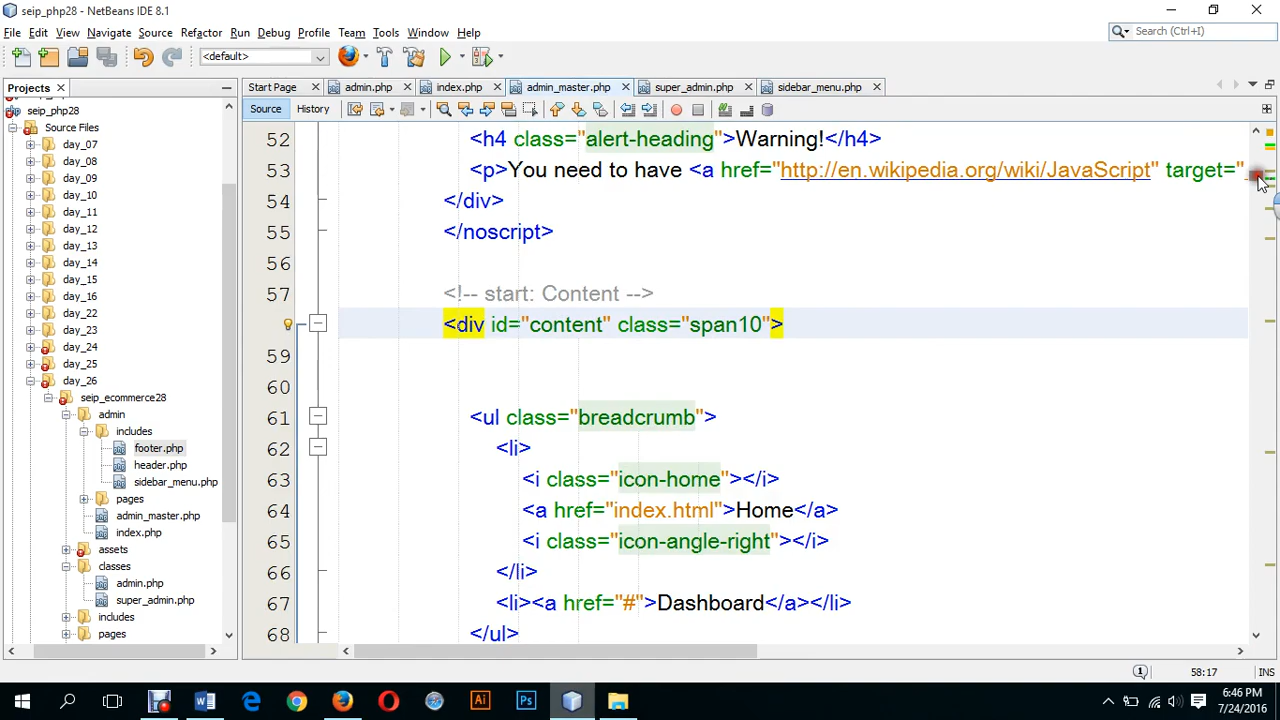 seip_php28 - NetBeans IDE 8.1
File Edit View Navigate Source Refactor Run Debug Profile Team Tools Window Help
Search (Ctrl+I)
<default>
Projects
Start Page admin.php index.php admin_master.php super_admin.php sidebar_menu.php
Source History
seip_php28
Source Files
day_07
day_08
day_09
day_10
day_11
day_12
day_13
day_14
day_15
day_16
day_22
day_23
day_24
day_25
day_26
seip_ecommerce28
admin
includes
footer.php
header.php
sidebar_menu.php
pages
admin_master.php
index.php
assets
classes
admin.php
super_admin.php
includes
pages
52 <h4 class="alert-heading">Warning!</h4>
53 <p>You need to have <a href="http://en.wikipedia.org/wiki/JavaScript" target="
54 </div>
55 </noscript>
56
57 <!-- start: Content -->
<div id="content" class="span10">
59
60
61 <ul class="breadcrumb">
62 <li>
63 <i class="icon-home"></i>
64 <a href="index.html">Home</a>
65 <i class="icon-angle-right"></i>
66 </li>
67 <li><a href="#">Dashboard</a></li>
68 </ul>
1 58:17 INS
6:46 PM
7/24/2016